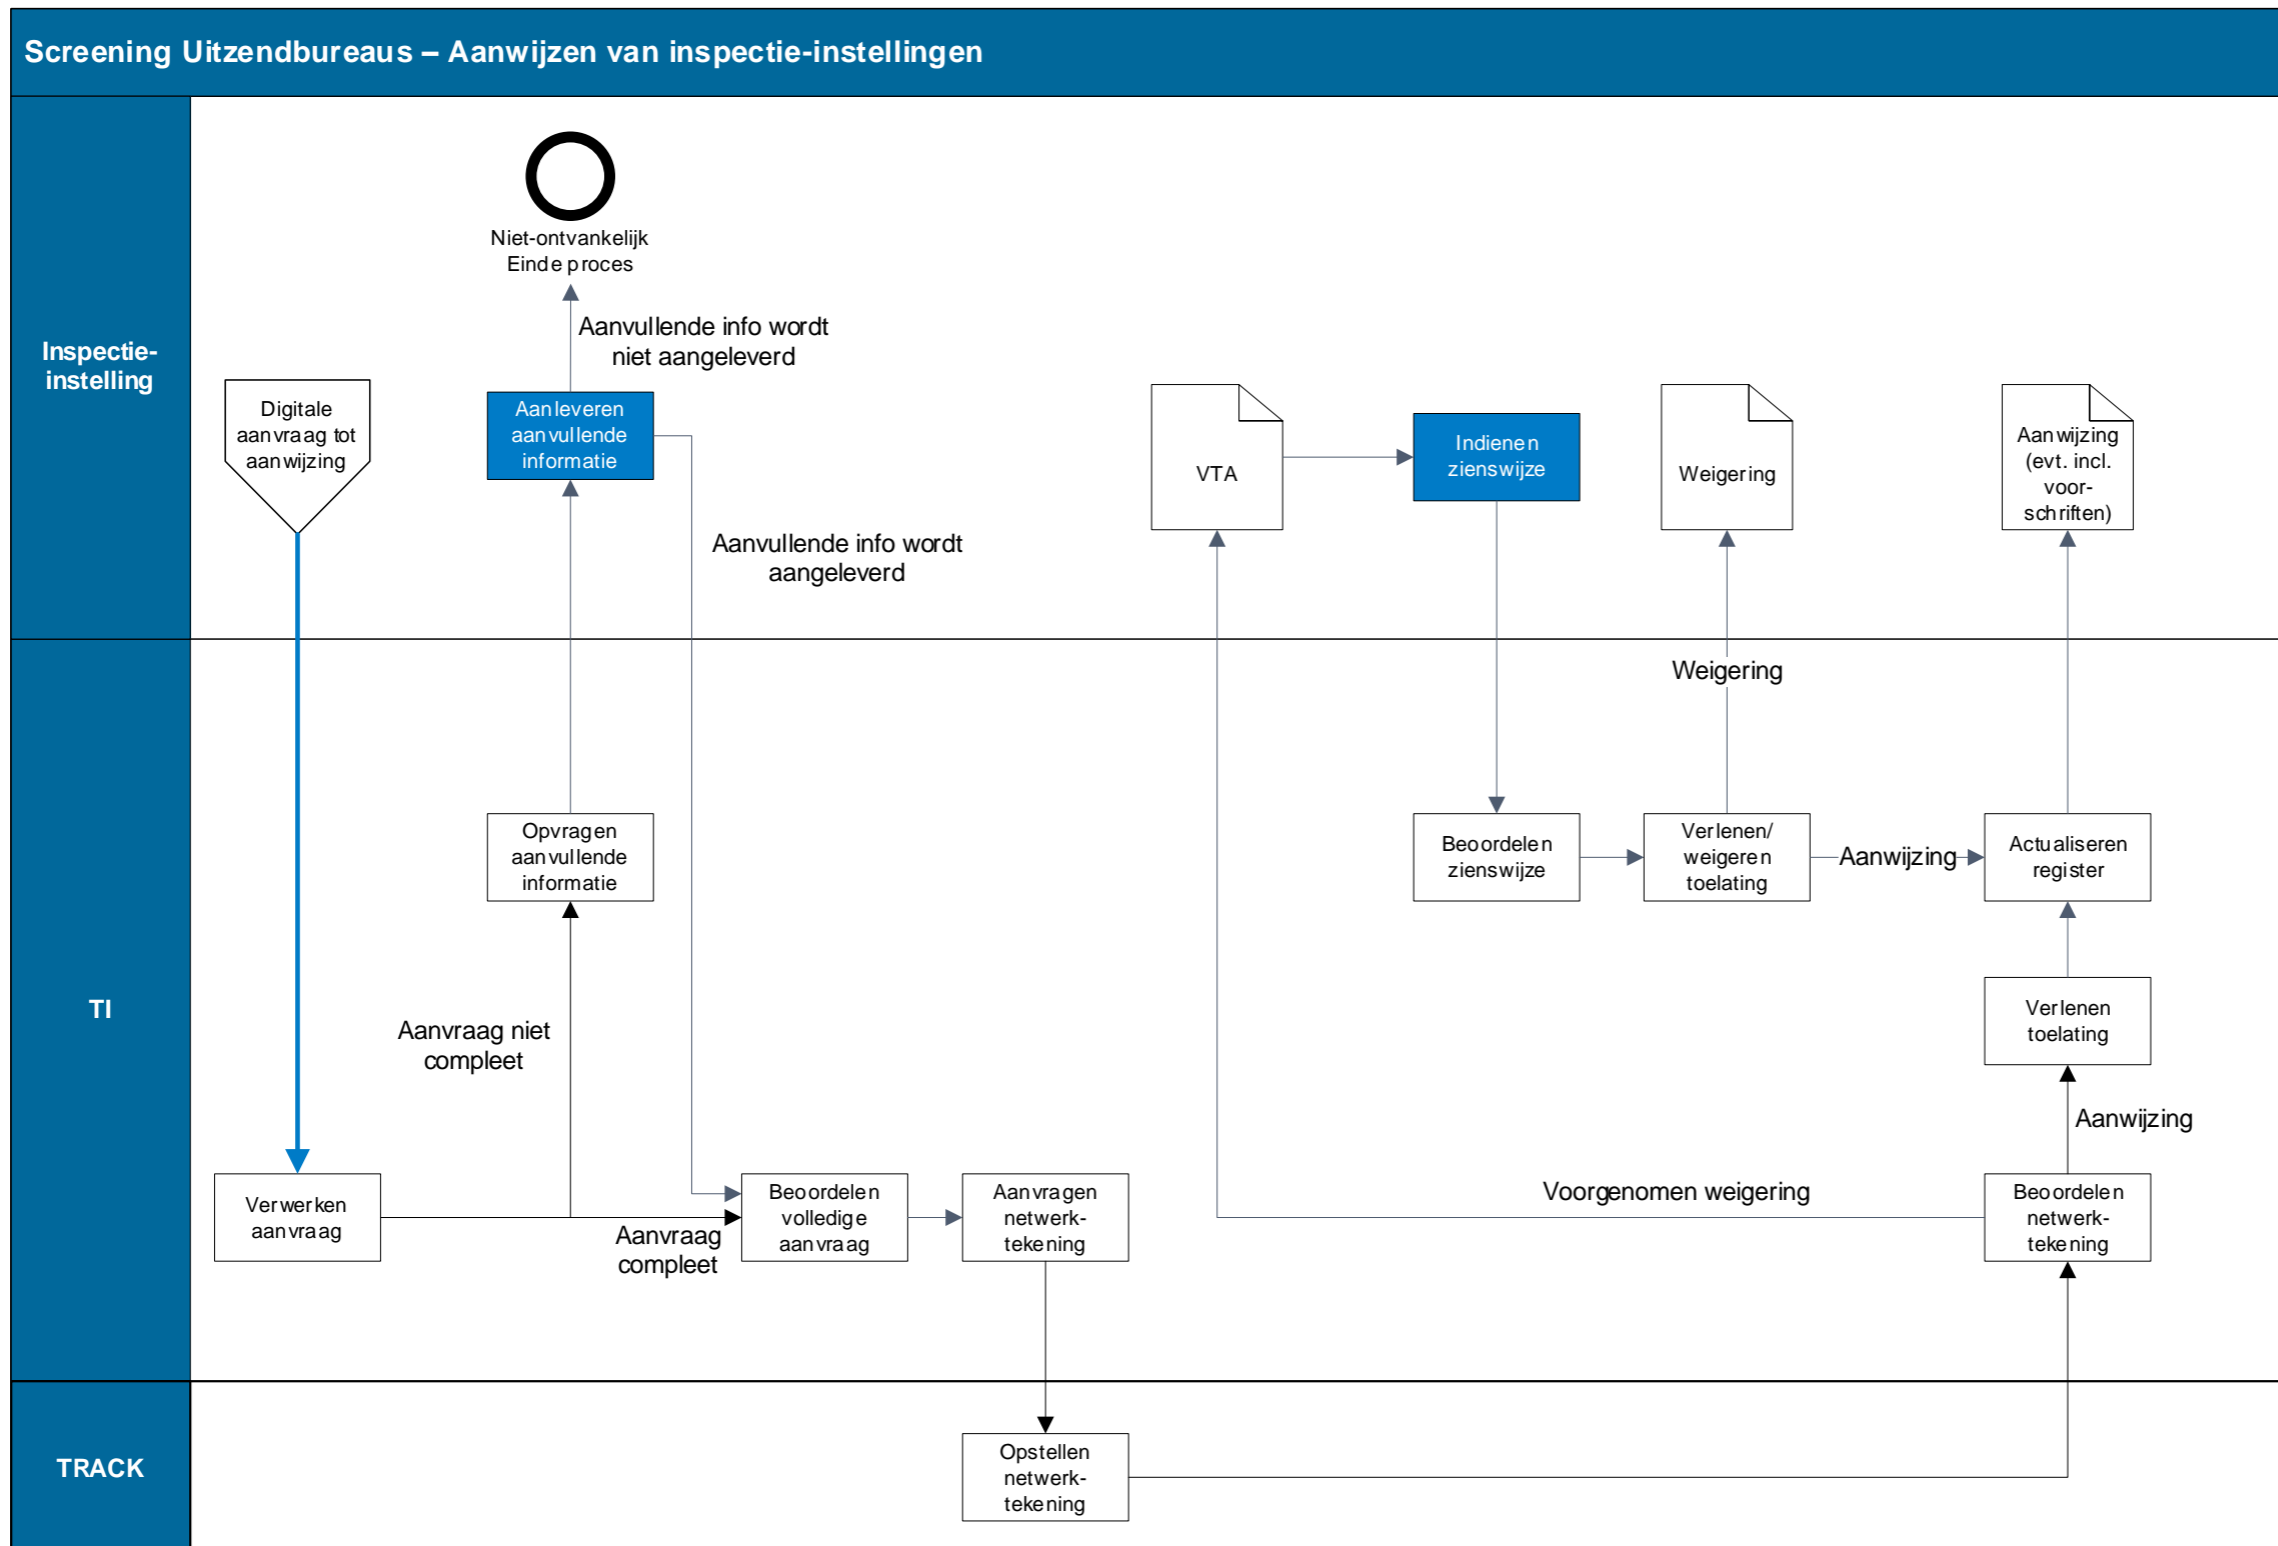 Screening Uitzendbureaus – Aanwijzen van inspectie-instellingen
Inspectie-
instelling
Niet-ontvankelijk
Einde proces
Aanvullende info wordt
niet aangeleverd
Digitale
aanvraag tot
aanwijzing
Aanleveren
aanvullende
informatie
Aanvullende info wordt
aangeleverd
VTA
Indienen
zienswijze
Weigering
Aanwijzing
(evt. incl.
voor-
schriften)
TI
Weigering
Opvragen
aanvullende
informatie
Beoordelen
zienswijze
Verlenen/
weigeren
toelating
Aanwijzing
Actualiseren
register
Verlenen
toelating
Aanvraag niet
compleet
Aanwijzing
Verwerken
aanvraag
Aanvraag
compleet
Beoordelen
volledige
aanvraag
Aanvragen
netwerk-
tekening
Voorgenomen weigering
Beoordelen
netwerk-
tekening
TRACK
Opstellen
netwerk-
tekening